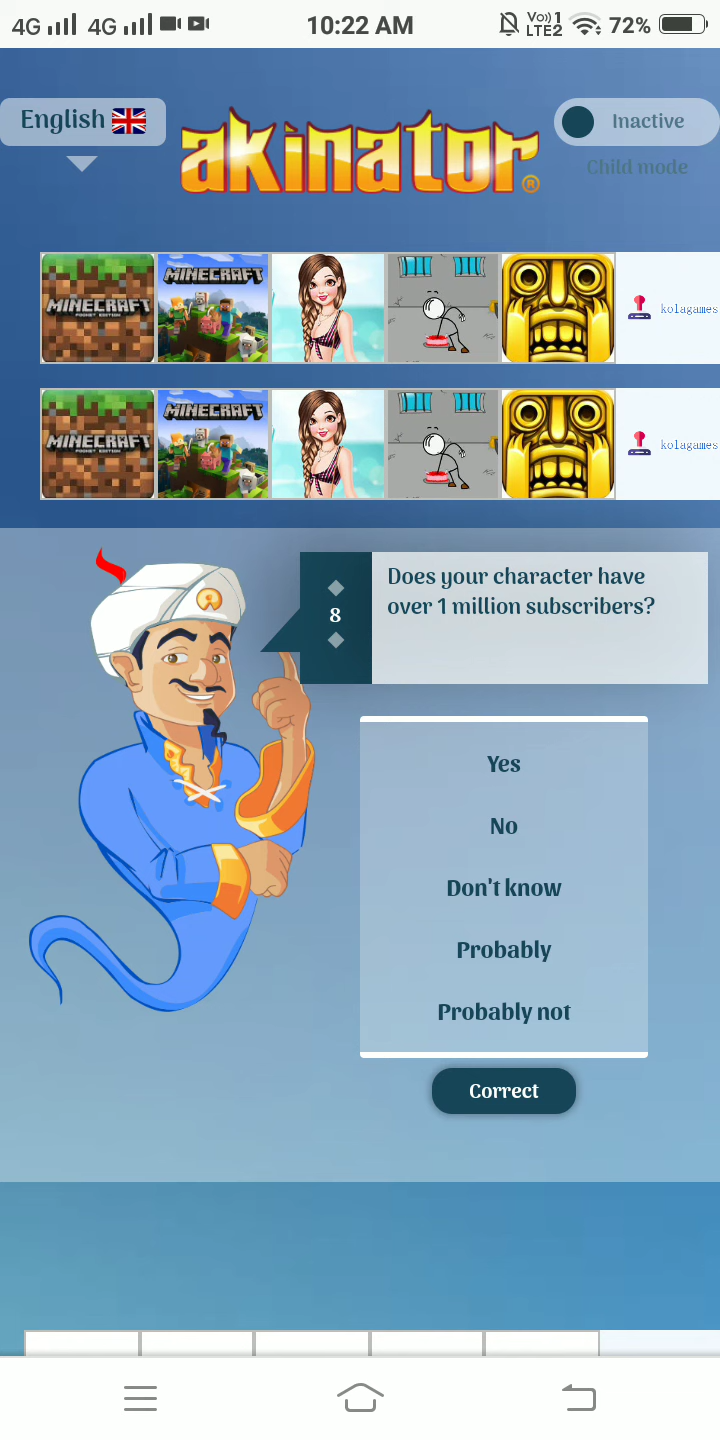 4G 4G 10:22 AM Vo) 1 LTE2 72%
English
akinator
®
Inactive
Child mode
MINECRAFT
POCKET EDITION
MINECRAFT
kolagames
MINECRAFT
POCKET EDITION
MINECRAFT
kolagames
8
Does your character have
over 1 million subscribers?
Yes
No
Don't know
Probably
Probably not
Correct